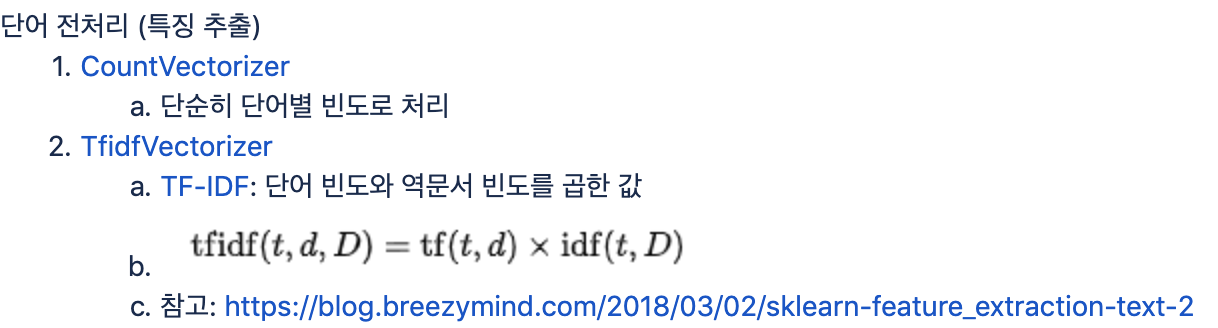 단어 전처리 (특징 추출)
1. CountVectorizer
a. 단순히 단어별 빈도로 처리
2. TfidfVectorizer
a. TF-IDF: 단어 빈도와 역문서 빈도를 곱한 값
b. tfidf(t, d, D) = tf(t, d) × idf(t, D)
c. 참고: https://blog.breezymind.com/2018/03/02/sklearn-feature_extraction-text-2